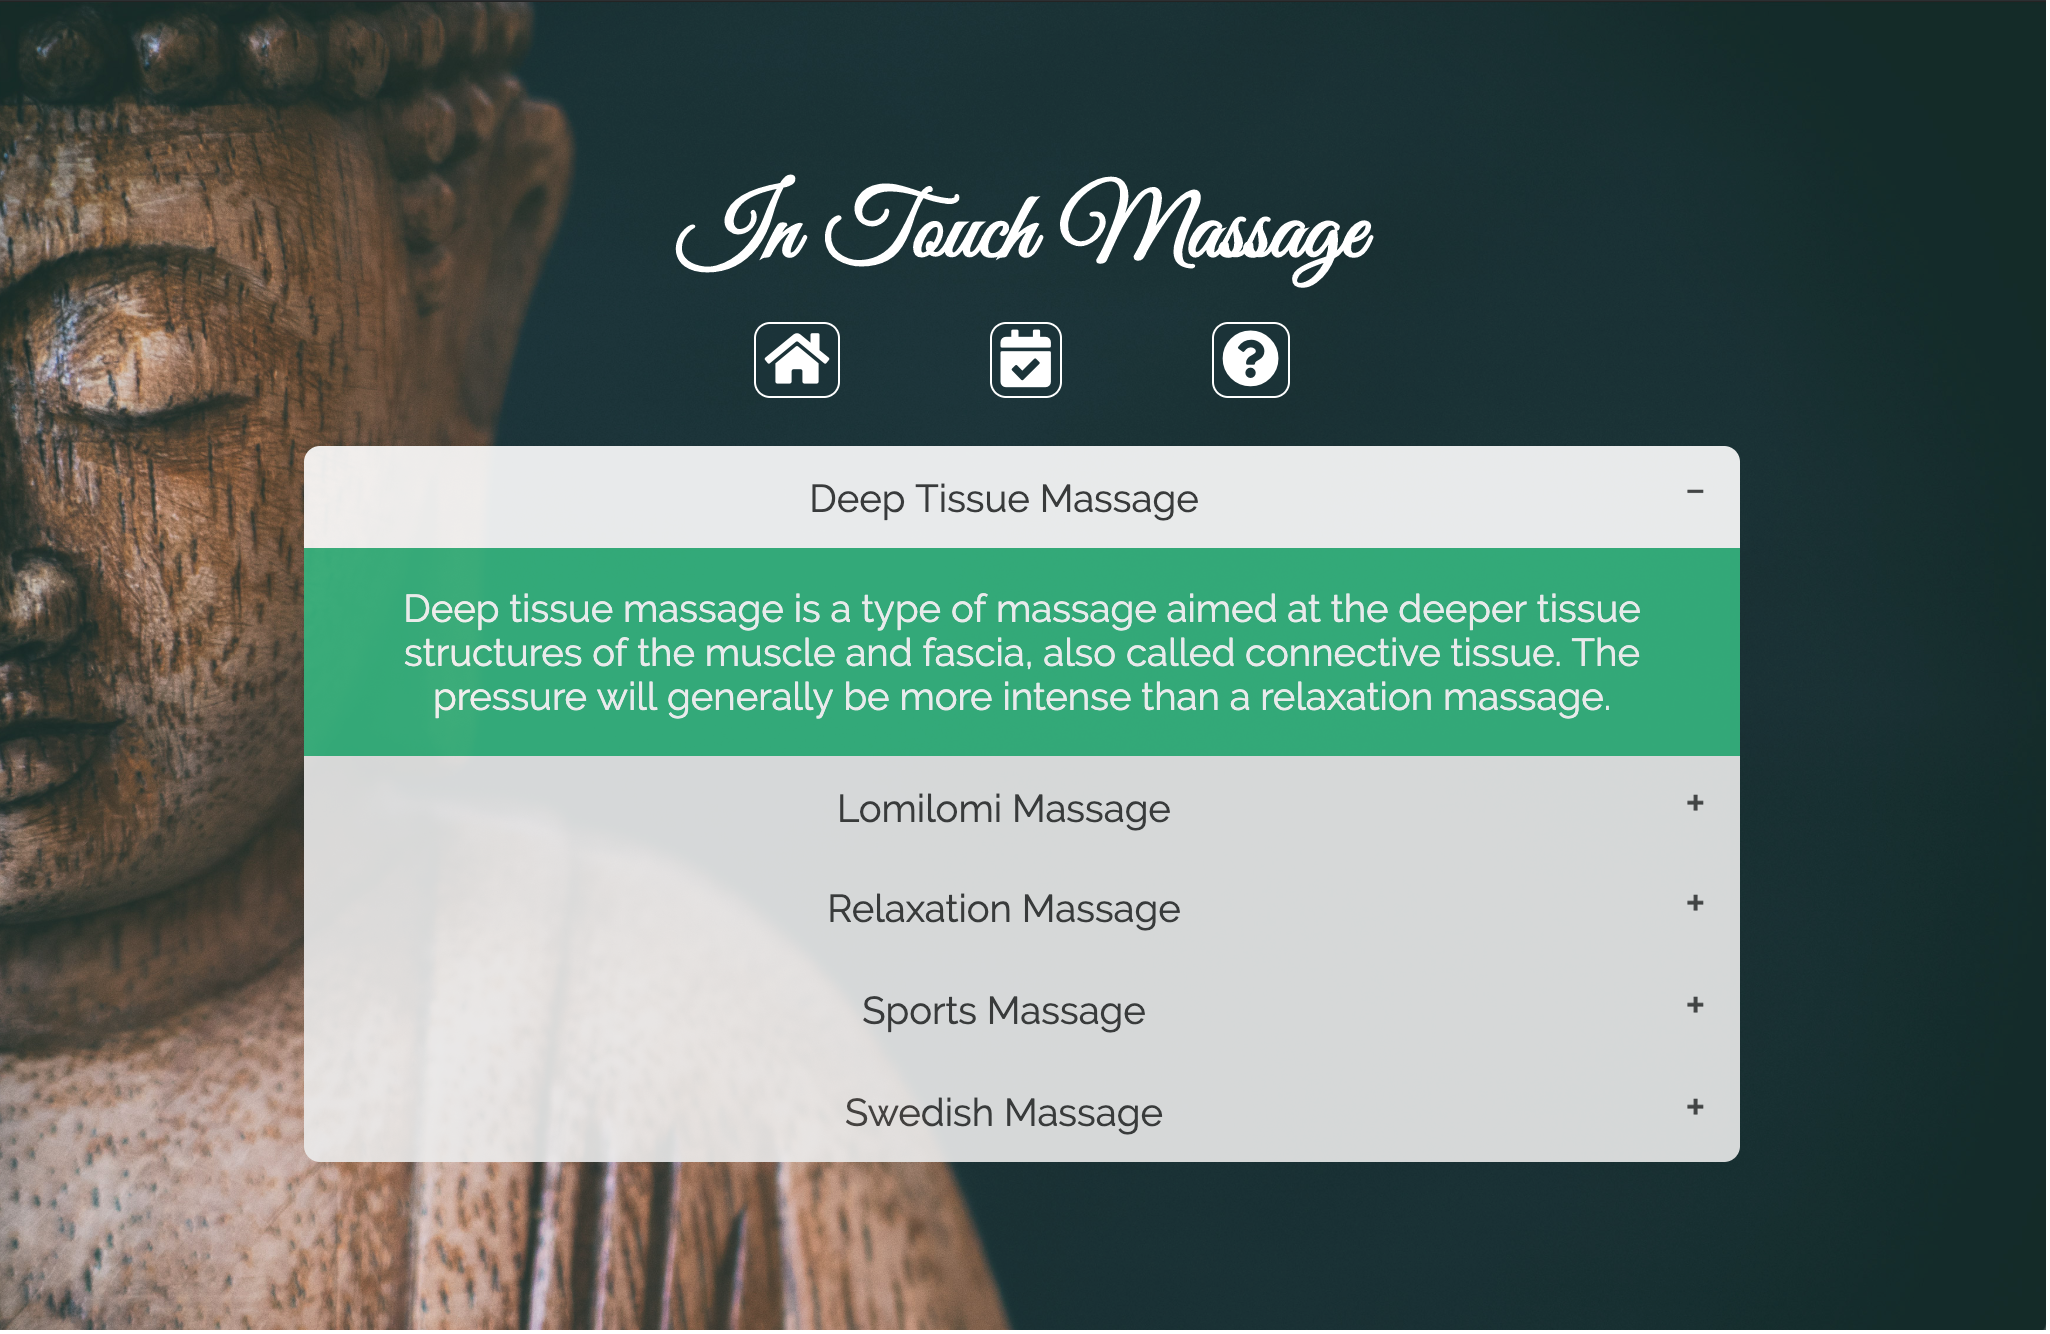 In Touch Massage
Deep Tissue Massage
Deep tissue massage is a type of massage aimed at the deeper tissue
structures of the muscle and fascia, also called connective tissue. The
pressure will generally be more intense than a relaxation massage.
Lomilomi Massage
Relaxation Massage
Sports Massage
Swedish Massage